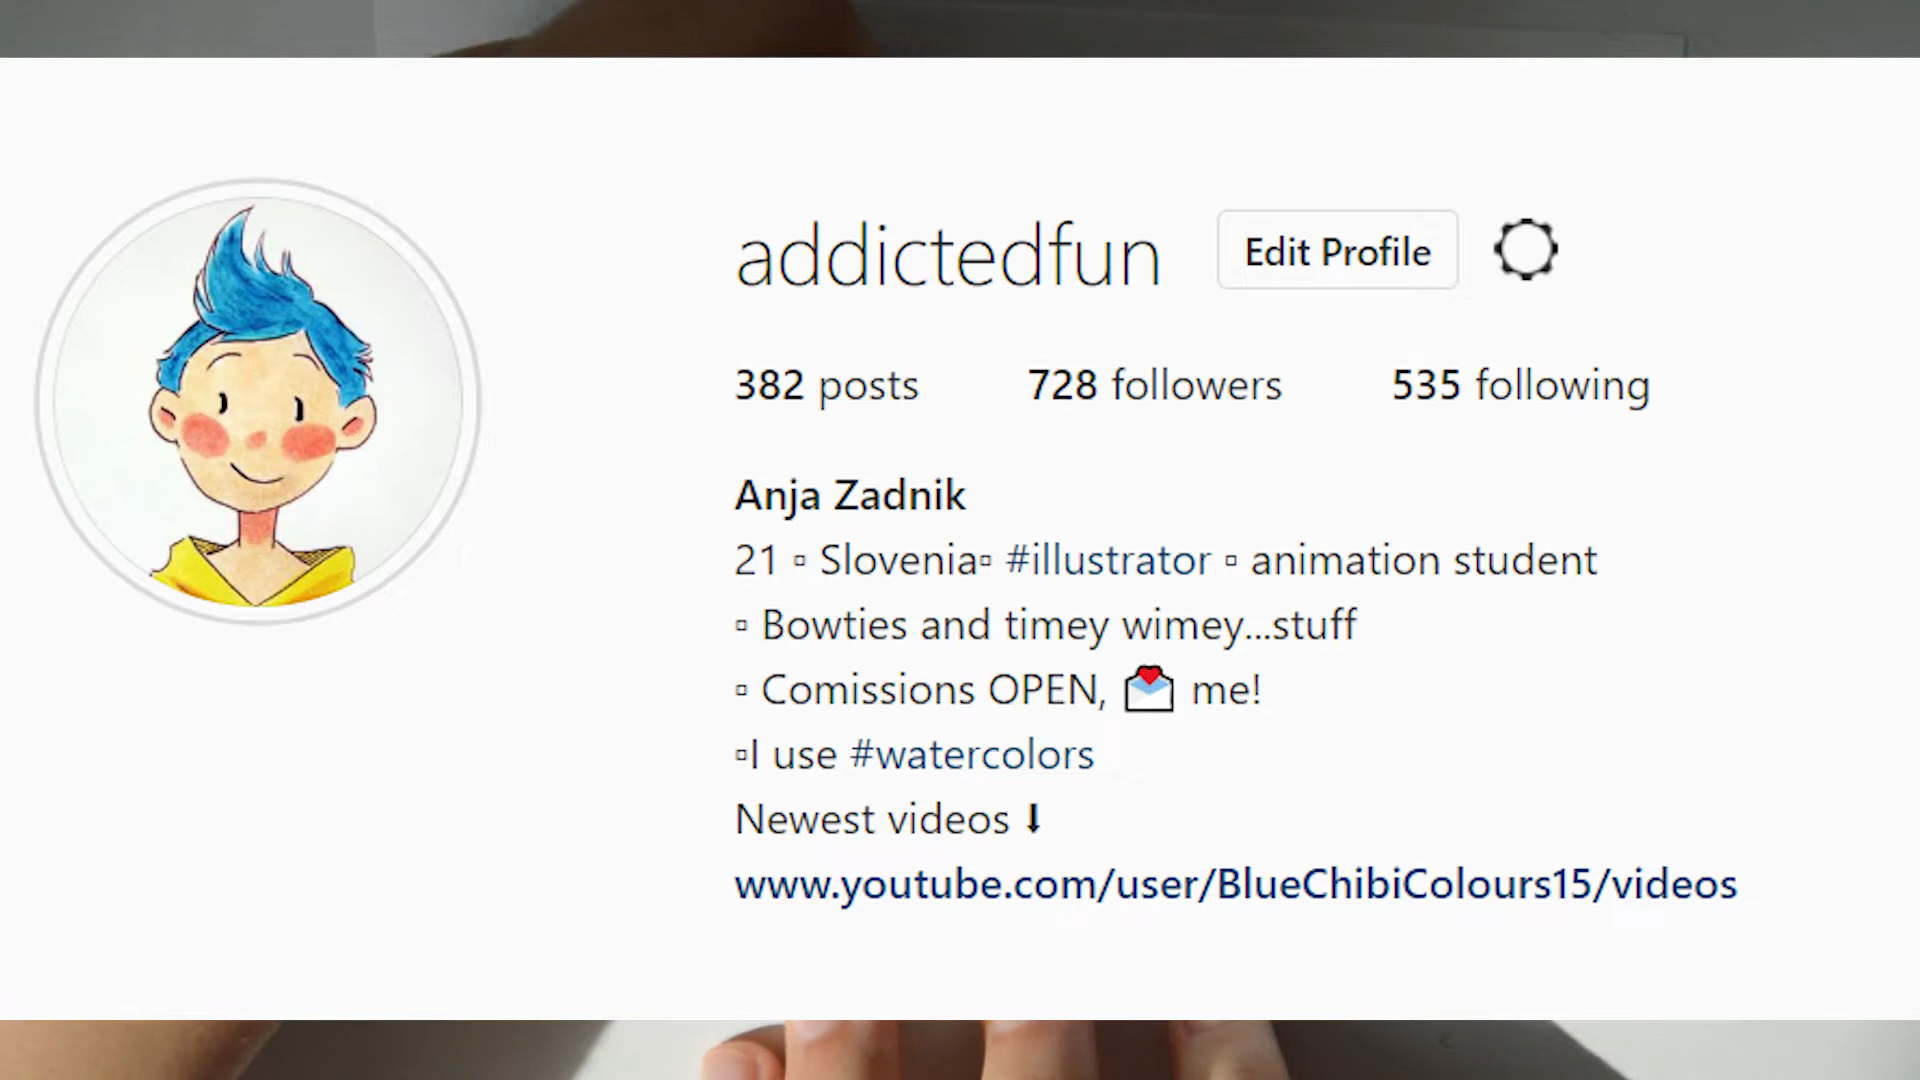 addictedfun Edit Profile
382 posts 728 followers 535 following
Anja Zadnik
21 ▫ Slovenia▫ #illustrator ▫ animation student
▫ Bowties and timey wimey...stuff
▫ Comissions OPEN, 💌 me!
▫I use #watercolors
Newest videos ⬇
www.youtube.com/user/BlueChibiColours15/videos